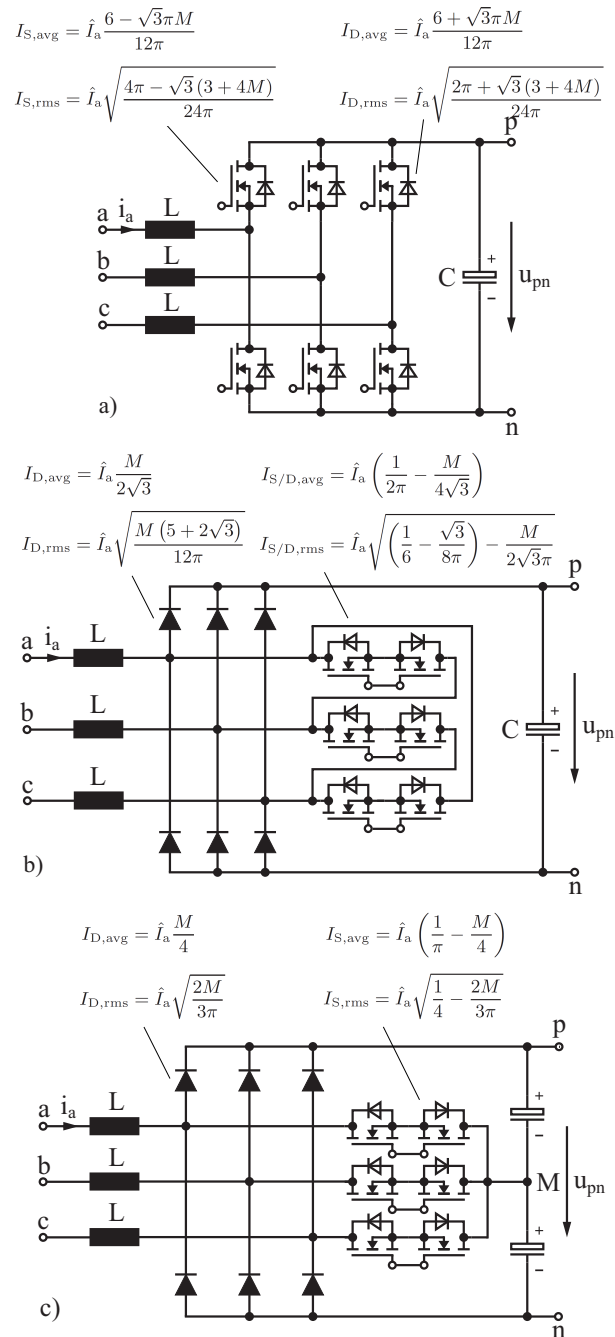 I_S,avg = Î_a (6 − √3πM)/(12π)    I_D,avg = Î_a (6 + √3πM)/(12π)
I_S,rms = Î_a √((4π − √3 (3 + 4M))/(24π))    I_D,rms = Î_a √((2π + √3 (3 + 4M))/(24π))
p
a i_a L
b L
c L
C + − u_pn
n
a)
I_D,avg = Î_a M/(2√3)    I_S/D,avg = Î_a (1/(2π) − M/(4√3))
I_D,rms = Î_a √(M (5 + 2√3)/(12π))    I_S/D,rms = Î_a √((1/6 − √3/(8π)) − M/(2√3π))
p
a i_a L
b L
c L
C + − u_pn
n
b)
I_D,avg = Î_a M/4    I_S,avg = Î_a (1/π − M/4)
I_D,rms = Î_a √(2M/(3π))    I_S,rms = Î_a √(1/4 − 2M/(3π))
p
a i_a L
+ −
b L
M u_pn
c L
+ −
n
c)